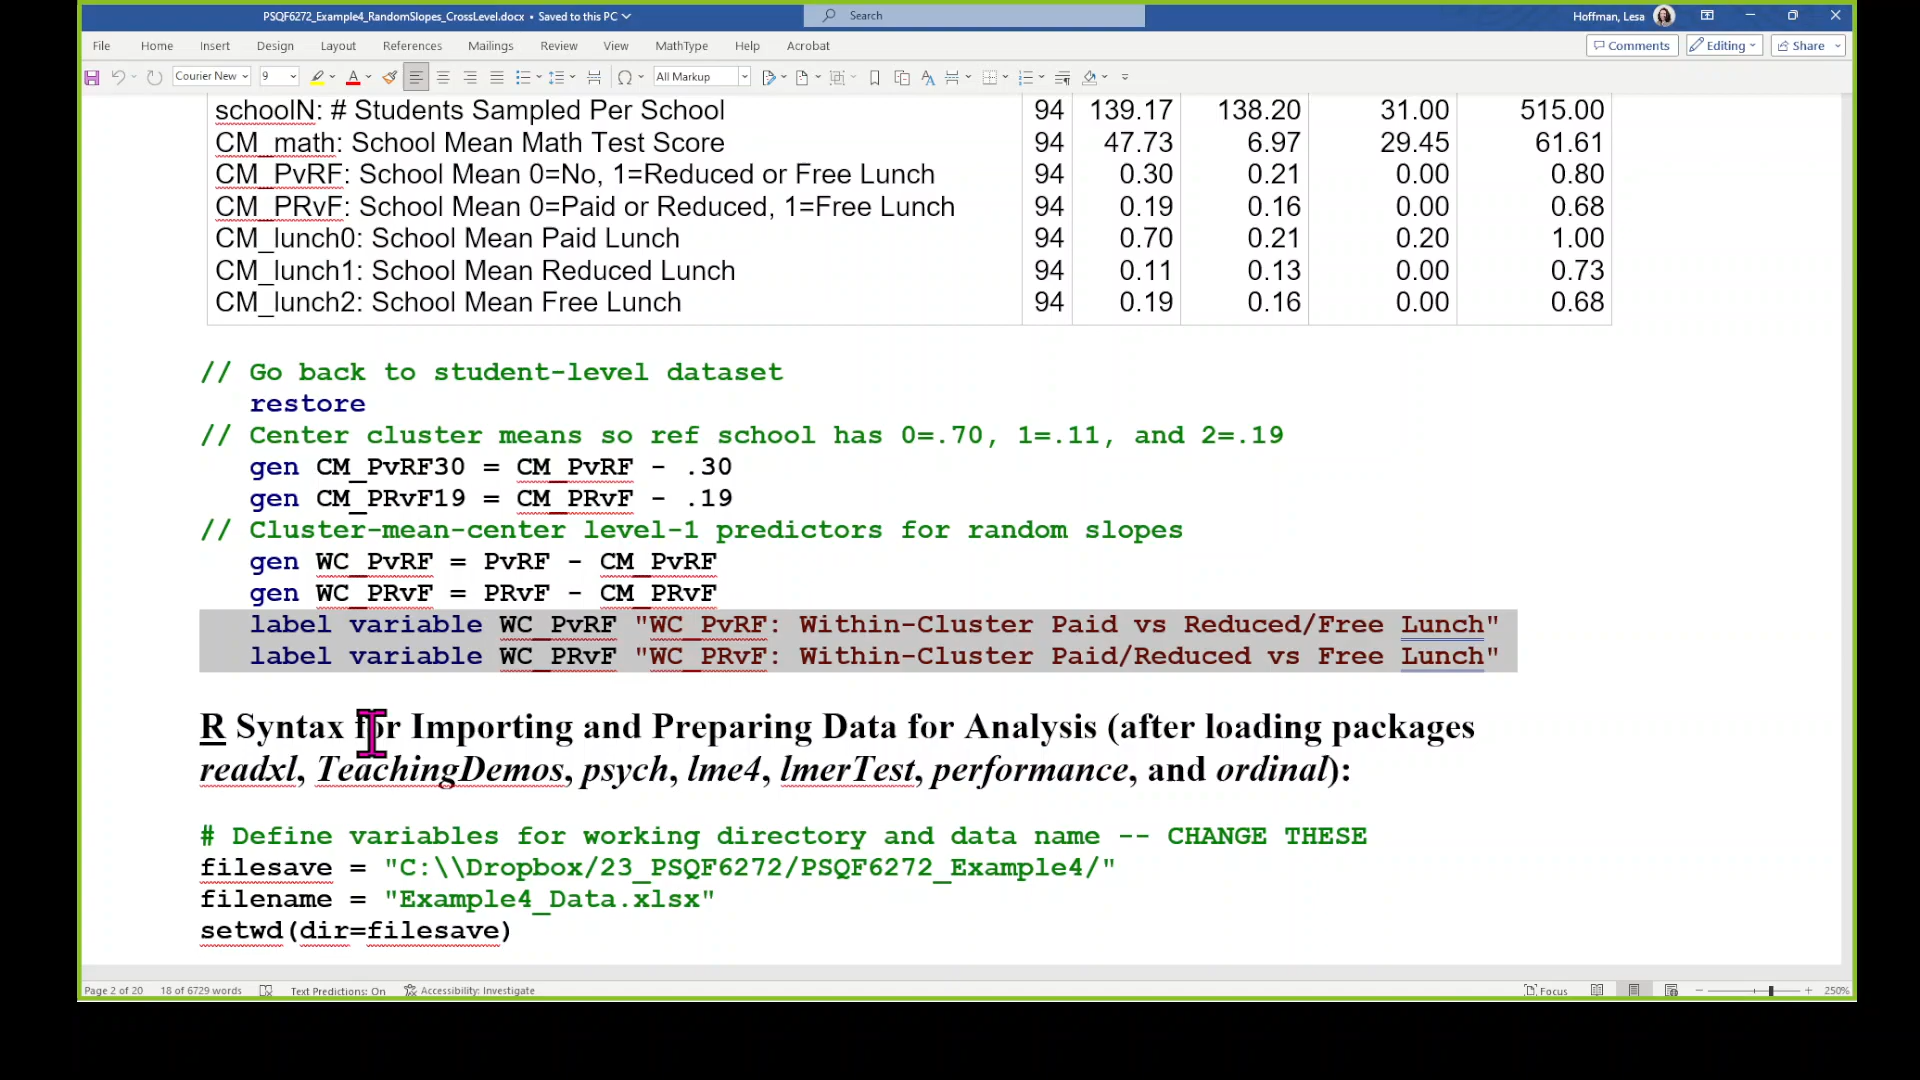 PSQF6272_Example4_RandomSlopes_CrossLevel.docx • Saved to this PC
Search
Hoffman, Lesa
File Home Insert Design Layout References Mailings Review View MathType Help Acrobat
Comments Editing Share
Courier New 9 All Markup
schoolN: # Students Sampled Per School 94 139.17 138.20 31.00 515.00
CM_math: School Mean Math Test Score 94 47.73 6.97 29.45 61.61
CM_PvRF: School Mean 0=No, 1=Reduced or Free Lunch 94 0.30 0.21 0.00 0.80
CM_PRvF: School Mean 0=Paid or Reduced, 1=Free Lunch 94 0.19 0.16 0.00 0.68
CM_lunch0: School Mean Paid Lunch 94 0.70 0.21 0.20 1.00
CM_lunch1: School Mean Reduced Lunch 94 0.11 0.13 0.00 0.73
CM_lunch2: School Mean Free Lunch 94 0.19 0.16 0.00 0.68
// Go back to student-level dataset
restore
// Center cluster means so ref school has 0=.70, 1=.11, and 2=.19
gen CM_PvRF30 = CM_PvRF - .30
gen CM_PRvF19 = CM_PRvF - .19
// Cluster-mean-center level-1 predictors for random slopes
gen WC_PvRF = PvRF - CM_PvRF
gen WC_PRvF = PRvF - CM_PRvF
label variable WC_PvRF "WC_PvRF: Within-Cluster Paid vs Reduced/Free Lunch"
label variable WC_PRvF "WC_PRvF: Within-Cluster Paid/Reduced vs Free Lunch"
R Syntax for Importing and Preparing Data for Analysis (after loading packages
readxl, TeachingDemos, psych, lme4, lmerTest, performance, and ordinal):
# Define variables for working directory and data name -- CHANGE THESE
filesave = "C:\\Dropbox/23_PSQF6272/PSQF6272_Example4/"
filename = "Example4_Data.xlsx"
setwd(dir=filesave)
Page 2 of 20 18 of 6729 words Text Predictions: On Accessibility: Investigate Focus 250%